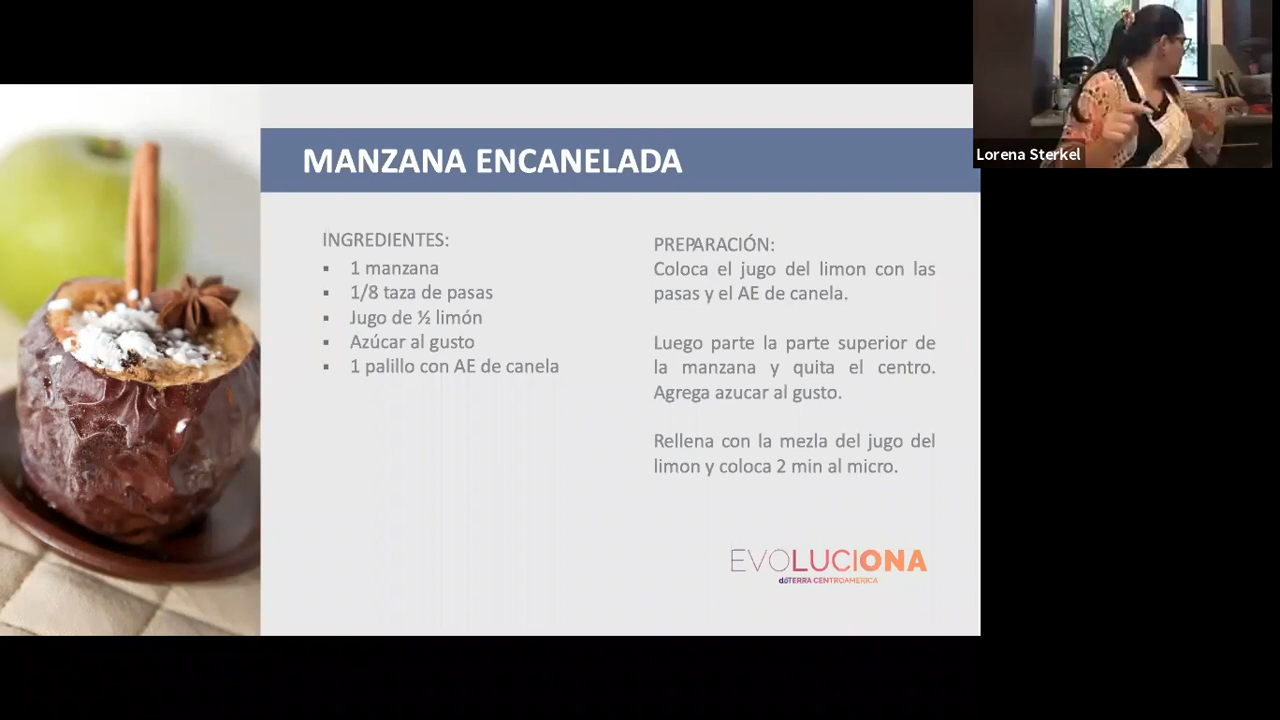 MANZANA ENCANELADA
INGREDIENTES:
▪ 1 manzana
▪ 1/8 taza de pasas
▪ Jugo de ½ limón
▪ Azúcar al gusto
▪ 1 palillo con AE de canela
PREPARACIÓN:
Coloca el jugo del limon con las
pasas y el AE de canela.
Luego parte la parte superior de
la manzana y quita el centro.
Agrega azucar al gusto.
Rellena con la mezla del jugo del
limon y coloca 2 min al micro.
EVOLUCIONA
dōTERRA CENTROAMERICA
Lorena Sterkel